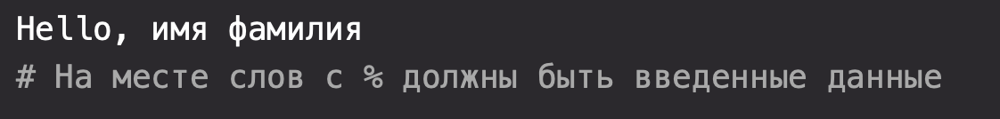 Hello, имя фамилия
# На месте слов с % должны быть введенные данные